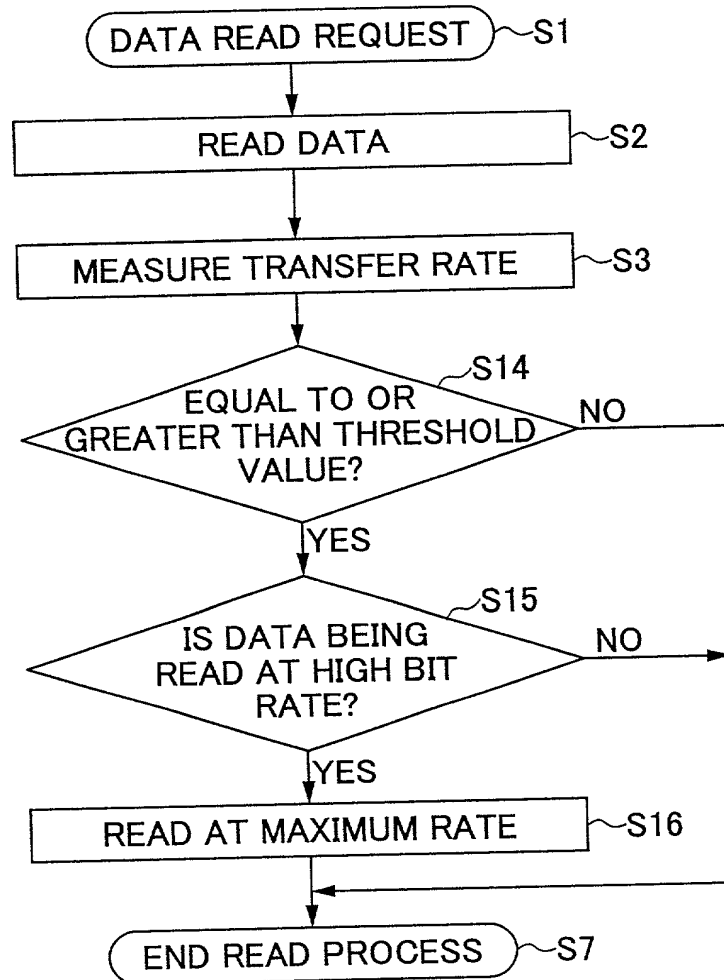 DATA READ REQUEST
S1
READ DATA
S2
MEASURE TRANSFER RATE
S3
S14
EQUAL TO OR
GREATER THAN THRESHOLD
VALUE?
NO
YES
S15
IS DATA BEING
READ AT HIGH BIT
RATE?
NO
YES
READ AT MAXIMUM RATE
S16
END READ PROCESS
S7